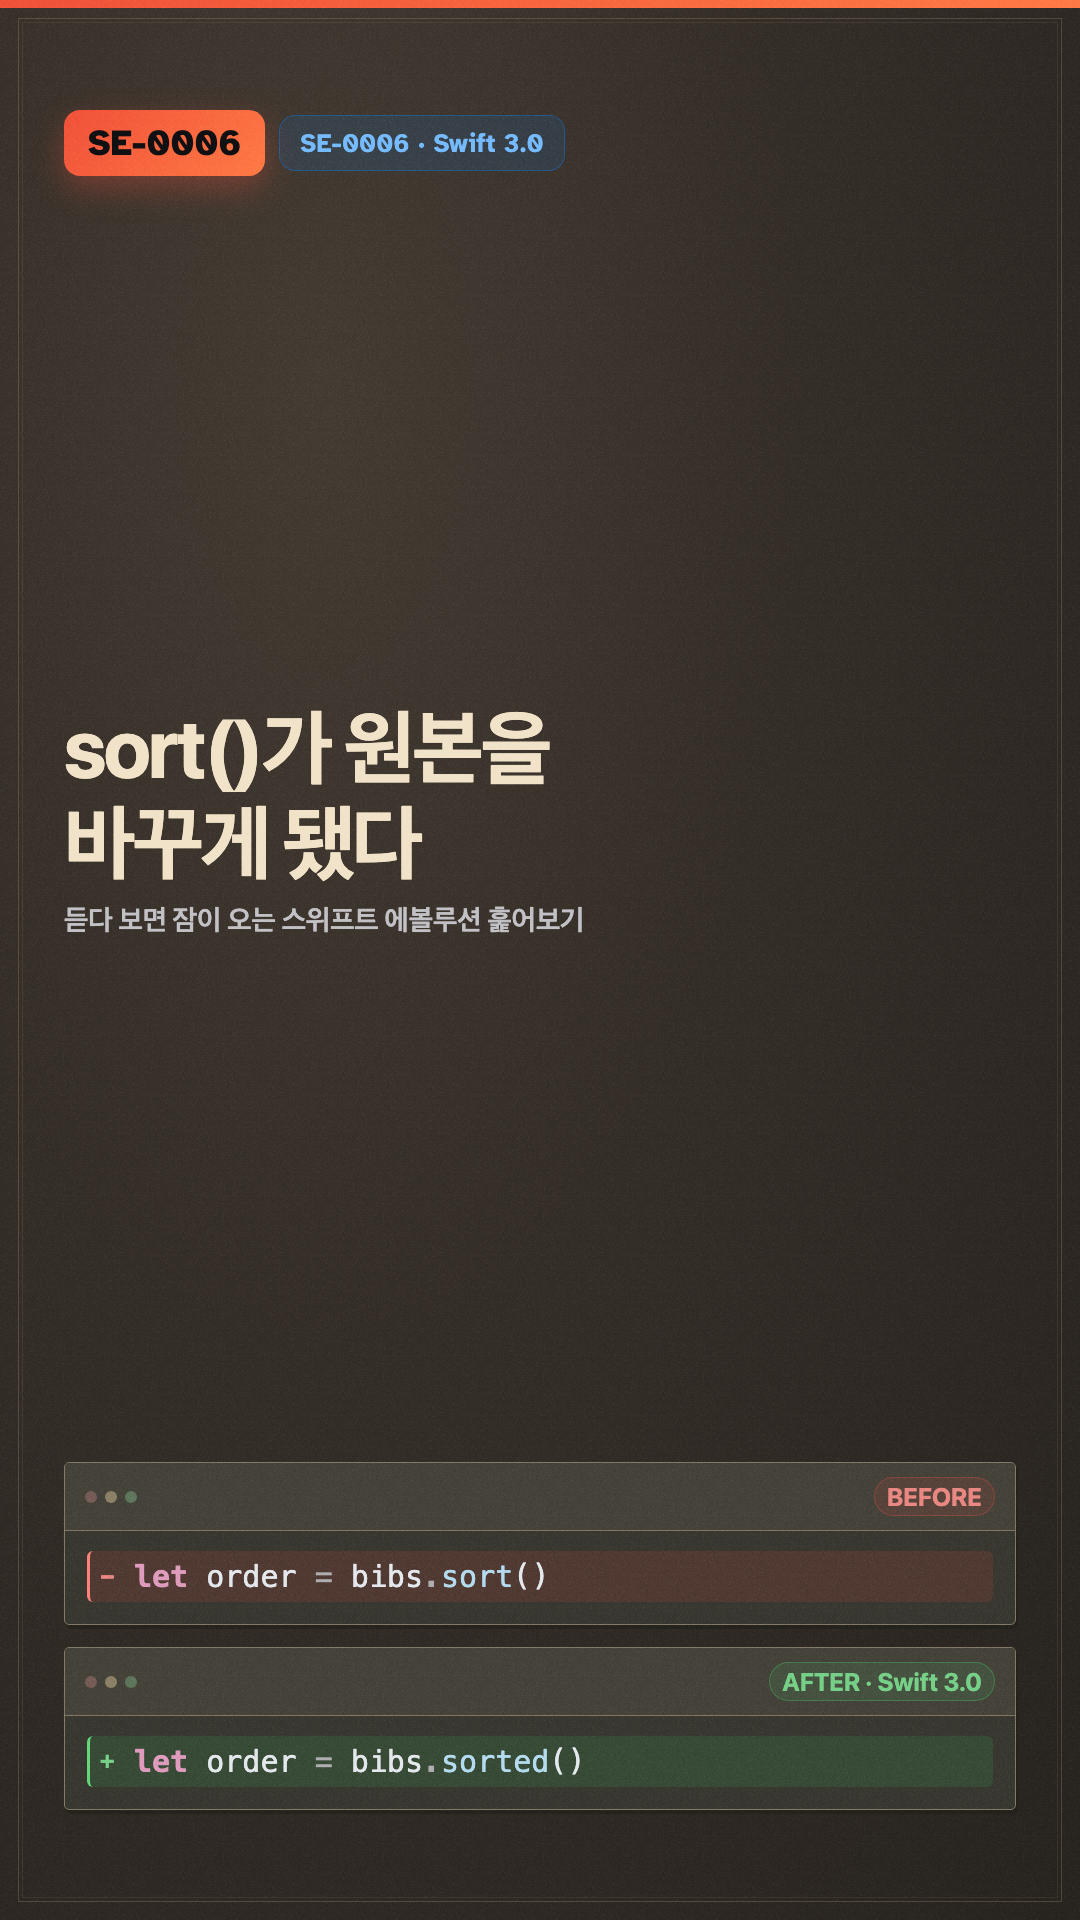 SE-0006
SE-0006 · Swift 3.0
sort()가 원본을
바꾸게 됐다
듣다 보면 잠이 오는 스위프트 에볼루션 훑어보기
BEFORE
- let order = bibs.sort()
AFTER · Swift 3.0
+ let order = bibs.sorted()